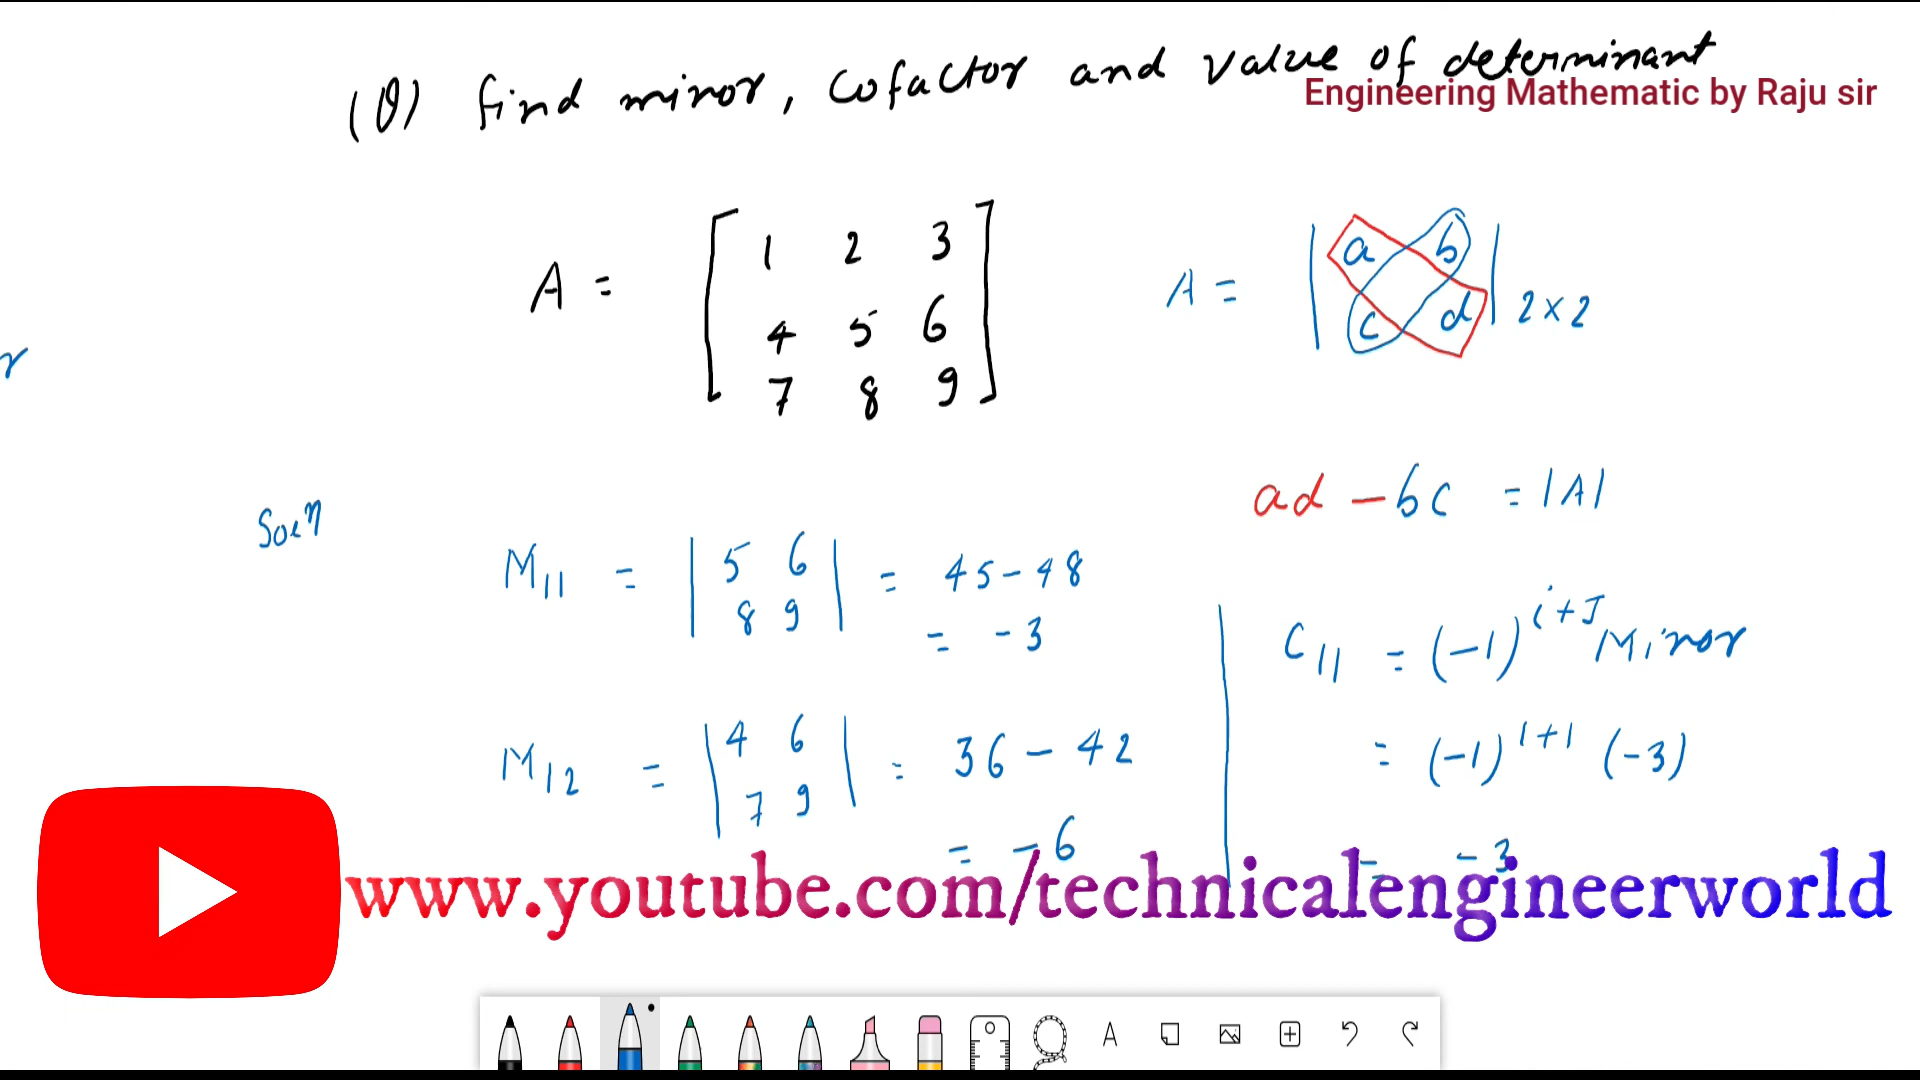 (Q) find minor, cofactor and value of determinant
Engineering Mathematic by Raju sir
A = [ 1 2 3
4 5 6
7 8 9 ]
A = | a b
c d | 2×2
r
ad - bc = |A|
Soln
M11 = | 5 6
8 9 | = 45-48
= -3
C11 = (-1)^i+J Minor
= (-1)^1+1 (-3)
= -3
M12 = | 4 6
7 9 | = 36 - 42
= -6
www.youtube.com/technicalengineerworld
A